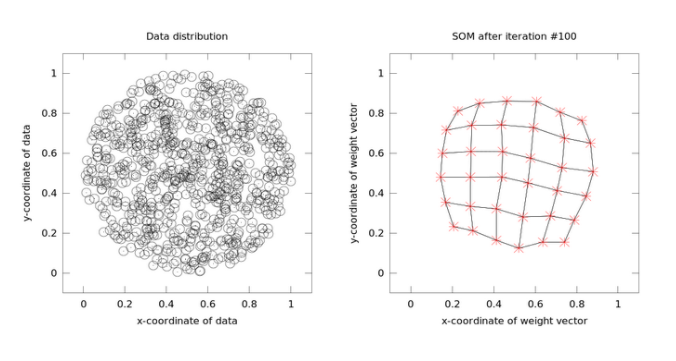 Data distribution
1
0.8
0.6
0.4
0.2
0
y-coordinate of data
0 0.2 0.4 0.6 0.8 1
x-coordinate of data
SOM after iteration #100
1
0.8
0.6
0.4
0.2
0
y-coordinate of weight vector
0 0.2 0.4 0.6 0.8 1
x-coordinate of weight vector